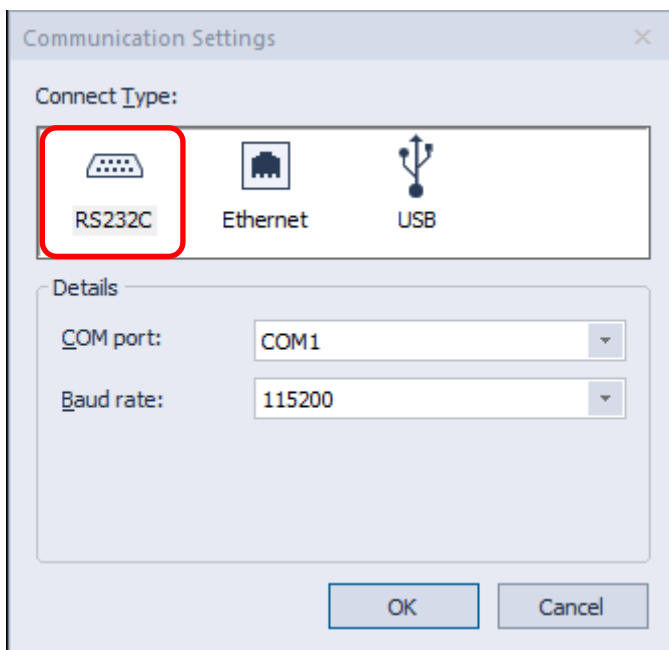 Communication Settings
Connect Type:
RS232C Ethernet USB
Details
COM port: COM1
Baud rate: 115200
OK Cancel